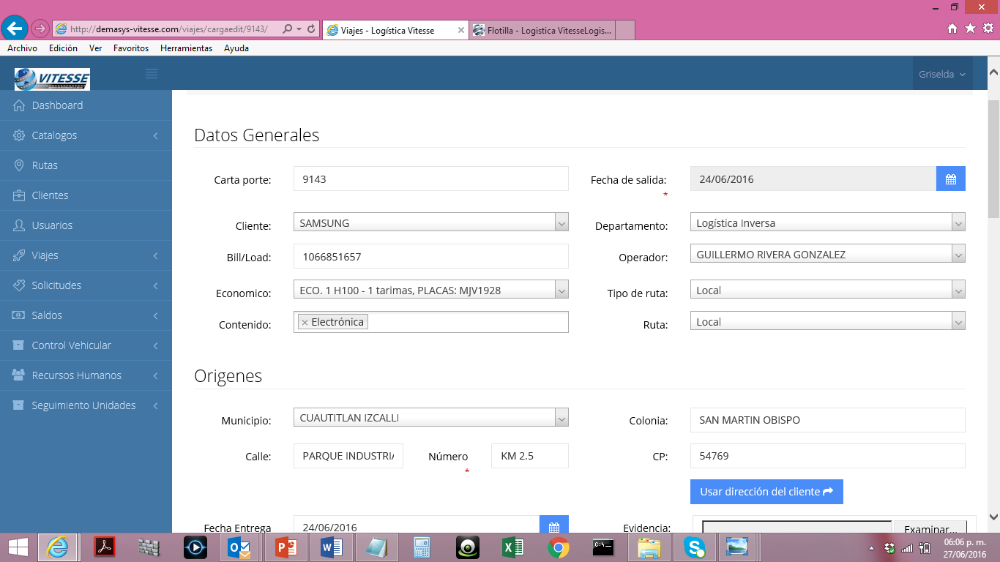 http://demasys-vitesse.com/viajes/cargaedit/9143/
Viajes - Logística Vitesse
Flotilla - Logistica VitesseLogis...
Archivo Edición Ver Favoritos Herramientas Ayuda
VITESSE
Griselda
Dashboard
Catalogos
Rutas
Clientes
Usuarios
Viajes
Solicitudes
Saldos
Control Vehicular
Recursos Humanos
Seguimiento Unidades
Datos Generales
Carta porte: 9143 Fecha de salida: * 24/06/2016
Cliente: SAMSUNG Departamento: Logística Inversa
Bill/Load: 1066851657 Operador: GUILLERMO RIVERA GONZALEZ
Economico: ECO. 1 H100 - 1 tarimas, PLACAS: MJV1928 Tipo de ruta: Local
Contenido: × Electrónica Ruta: Local
Origenes
Municipio: CUAUTITLAN IZCALLI Colonia: SAN MARTIN OBISPO
Calle: PARQUE INDUSTRIA Número * KM 2.5 CP: 54769
Usar dirección del cliente
Fecha Entrega 24/06/2016 Evidencia: Examinar...
06:06 p. m.
27/06/2016